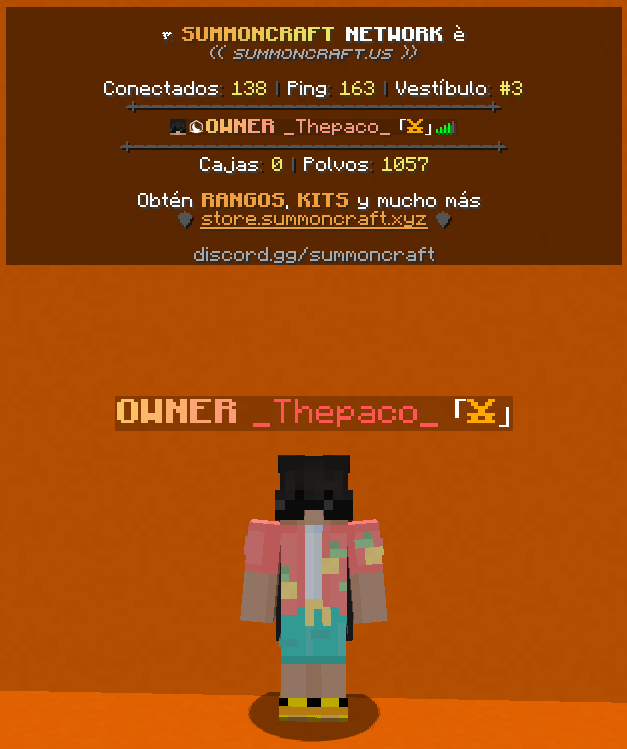 SUMMONCRAFT NETWORK è
(( SUMMONCRAFT.US ))
Conectados: 138 | Ping: 163 | Vestíbulo: #3
OWNER _Thepaco_ 「」
Cajas: 0 | Polvos: 1057
Obtén RANGOS, KITS y mucho más
store.summoncraft.xyz
discord.gg/summoncraft
OWNER _Thepaco_ 「」